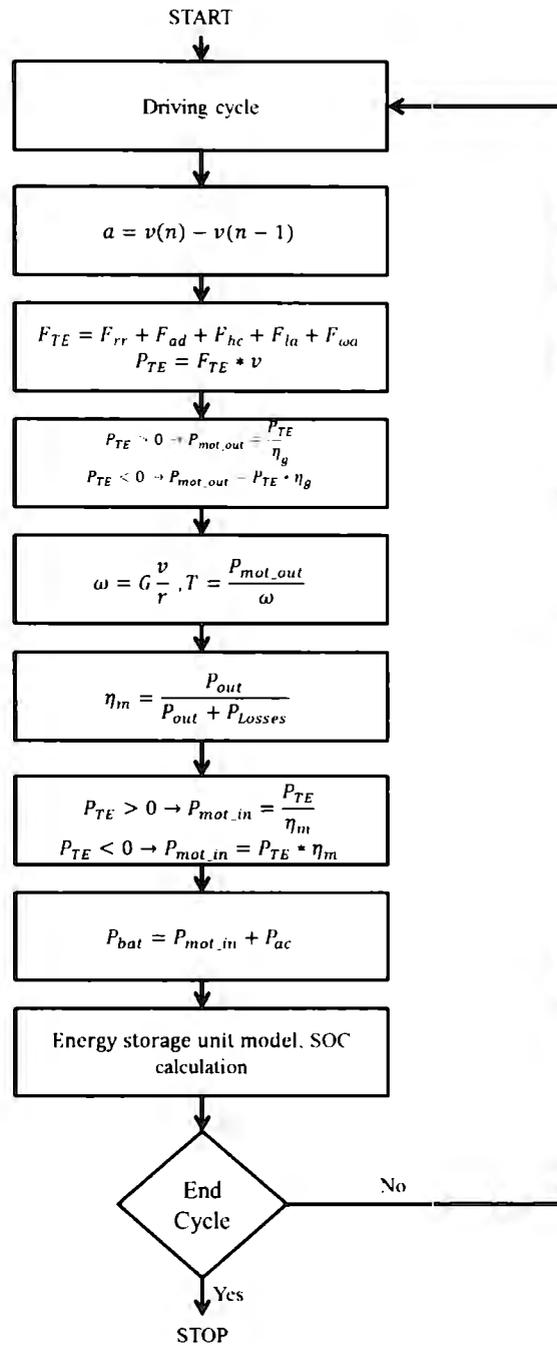 START
Driving cycle
a = v(n) − v(n − 1)
F_TE = F_rr + F_ad + F_hc + F_la + F_ωa
P_TE = F_TE * v
P_TE > 0 → P_mot_out = P_TE / η_g
P_TE < 0 → P_mot_out = P_TE * η_g
ω = G v/r , T = P_mot_out / ω
η_m = P_out / (P_out + P_Losses)
P_TE > 0 → P_mot_in = P_TE / η_m
P_TE < 0 → P_mot_in = P_TE * η_m
P_bat = P_mot_in + P_ac
Energy storage unit model, SOC
calculation
End
Cycle
No
Yes
STOP